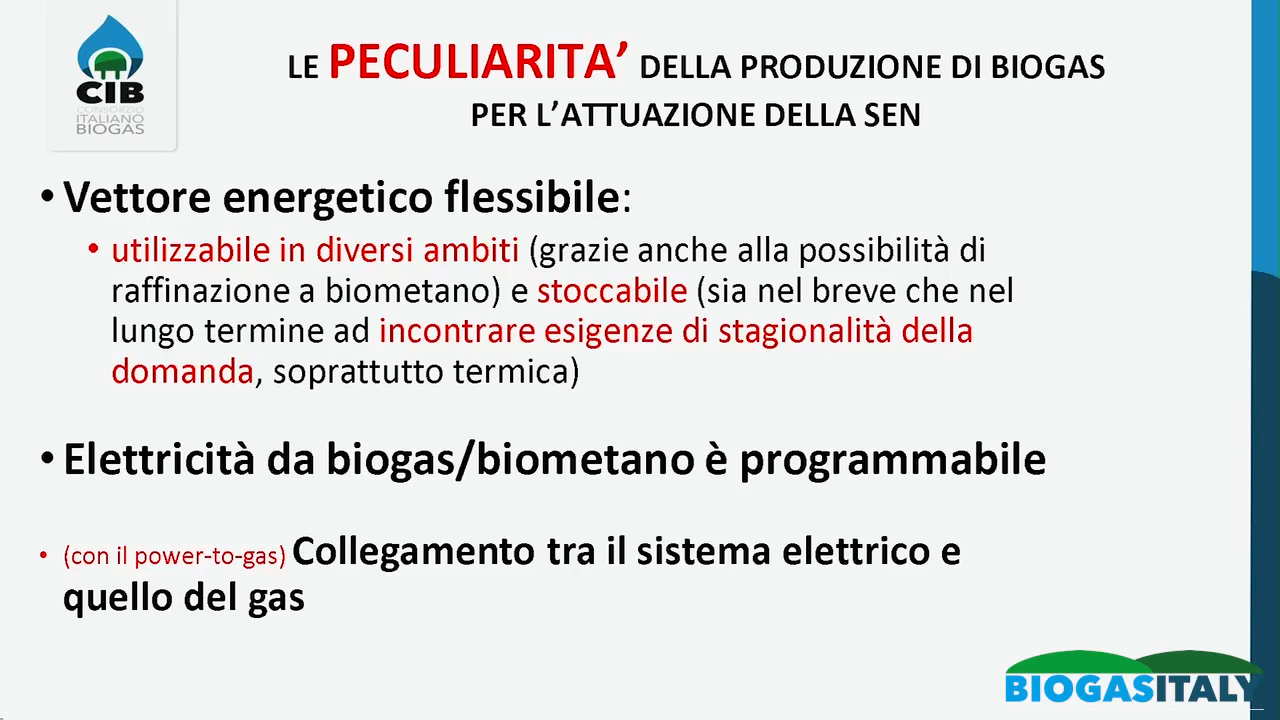 CIB
CONSORZIO
ITALIANO
BIOGAS
LE PECULIARITA’ DELLA PRODUZIONE DI BIOGAS
PER L’ATTUAZIONE DELLA SEN
• Vettore energetico flessibile:
• utilizzabile in diversi ambiti (grazie anche alla possibilità di
raffinazione a biometano) e stoccabile (sia nel breve che nel
lungo termine ad incontrare esigenze di stagionalità della
domanda, soprattutto termica)
• Elettricità da biogas/biometano è programmabile
• (con il power-to-gas) Collegamento tra il sistema elettrico e
quello del gas
BIOGASITALY